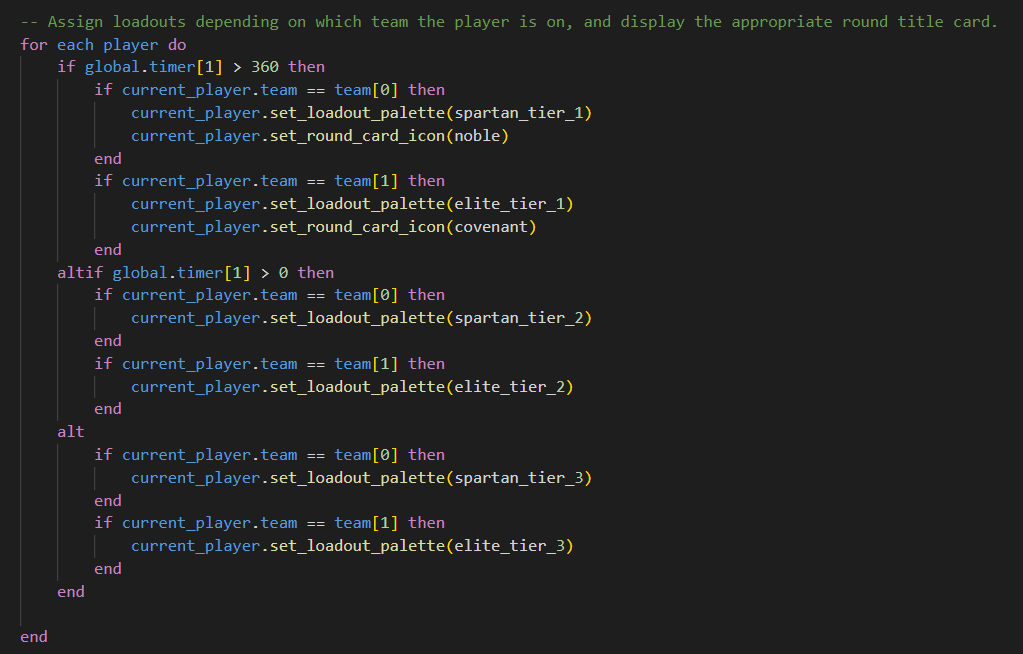 -- Assign loadouts depending on which team the player is on, and display the appropriate round title card.
for each player do
    if global.timer[1] > 360 then
        if current_player.team == team[0] then
            current_player.set_loadout_palette(spartan_tier_1)
            current_player.set_round_card_icon(noble)
        end
        if current_player.team == team[1] then
            current_player.set_loadout_palette(elite_tier_1)
            current_player.set_round_card_icon(covenant)
        end
    altif global.timer[1] > 0 then
        if current_player.team == team[0] then
            current_player.set_loadout_palette(spartan_tier_2)
        end
        if current_player.team == team[1] then
            current_player.set_loadout_palette(elite_tier_2)
        end
    alt
        if current_player.team == team[0] then
            current_player.set_loadout_palette(spartan_tier_3)
        end
        if current_player.team == team[1] then
            current_player.set_loadout_palette(elite_tier_3)
        end
    end

end